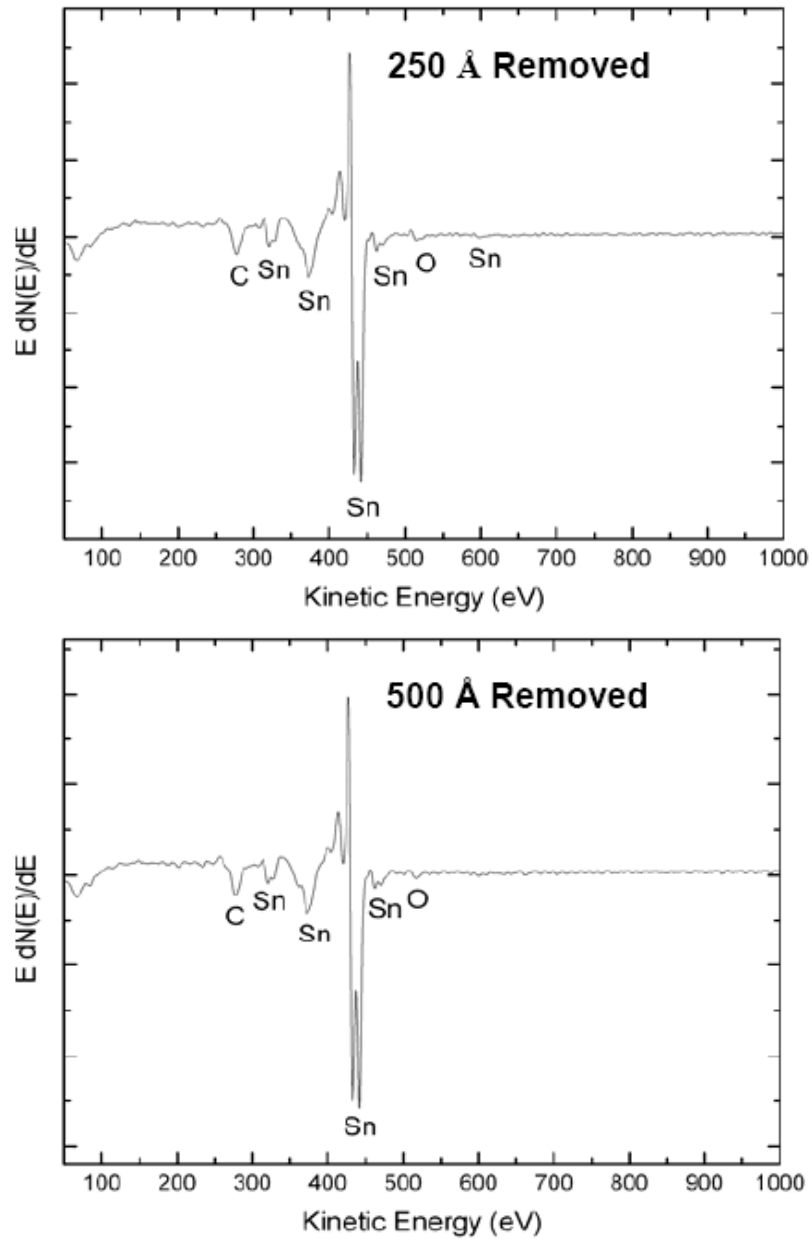 250 Å Removed
E dN(E)/dE
C
Sn
Sn
Sn
Sn
O
Sn
100 200 300 400 500 600 700 800 900 1000
Kinetic Energy (eV)
500 Å Removed
E dN(E)/dE
C
Sn
Sn
Sn
Sn
O
100 200 300 400 500 600 700 800 900 1000
Kinetic Energy (eV)